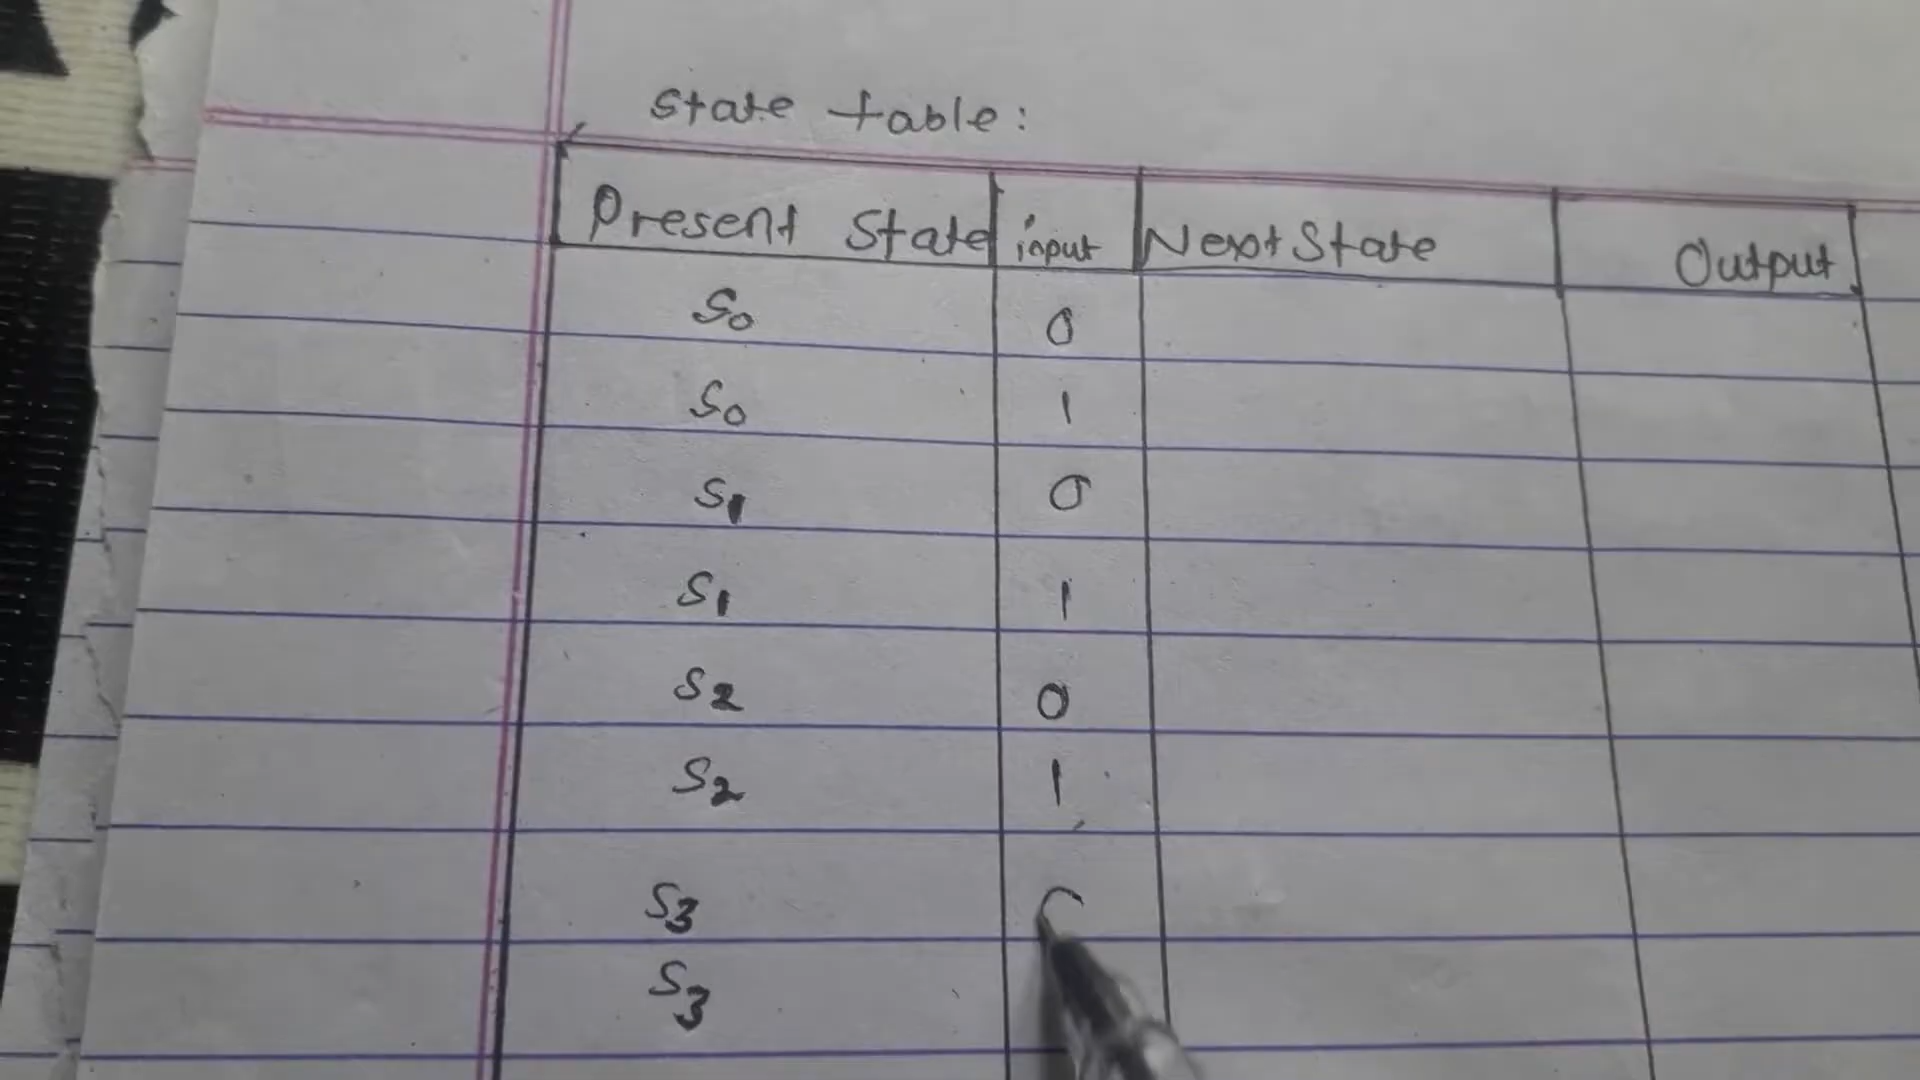 State table:
Present State input Next State Output
S0 0
S0 1
S1 0
S1 1
S2 0
S2 1
S3
S3